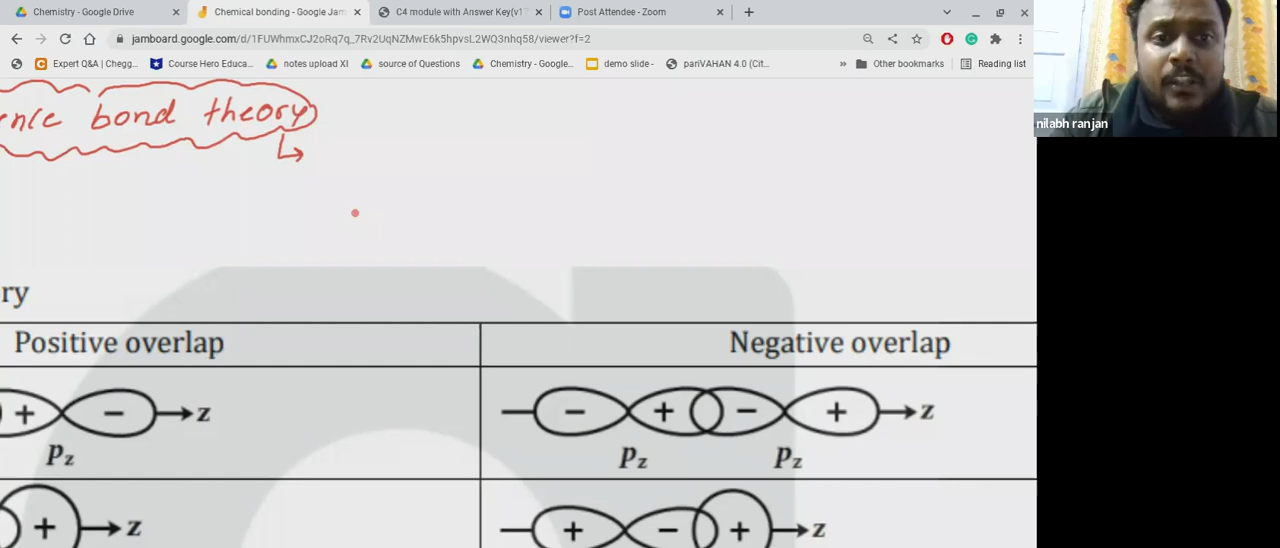 Chemistry - Google Drive
Chemical bonding - Google Jam
C4 module with Answer Key(v1
Post Attendee - Zoom
jamboard.google.com/d/1FUWhmxCJ2oRq7q_7Rv2UqNZMwE6k5hpvsL2WQ3nhq58/viewer?f=2
Expert Q&A | Chegg...
Course Hero Educa...
notes upload XI
source of Questions
Chemistry - Google...
demo slide -
pariVAHAN 4.0 (Cit...
»
Other bookmarks
Reading list
nilabh ranjan
ence bond theory
ry
Positive overlap
Negative overlap
+ - z
- + - + z
pz
pz pz
+ z
+ - + z